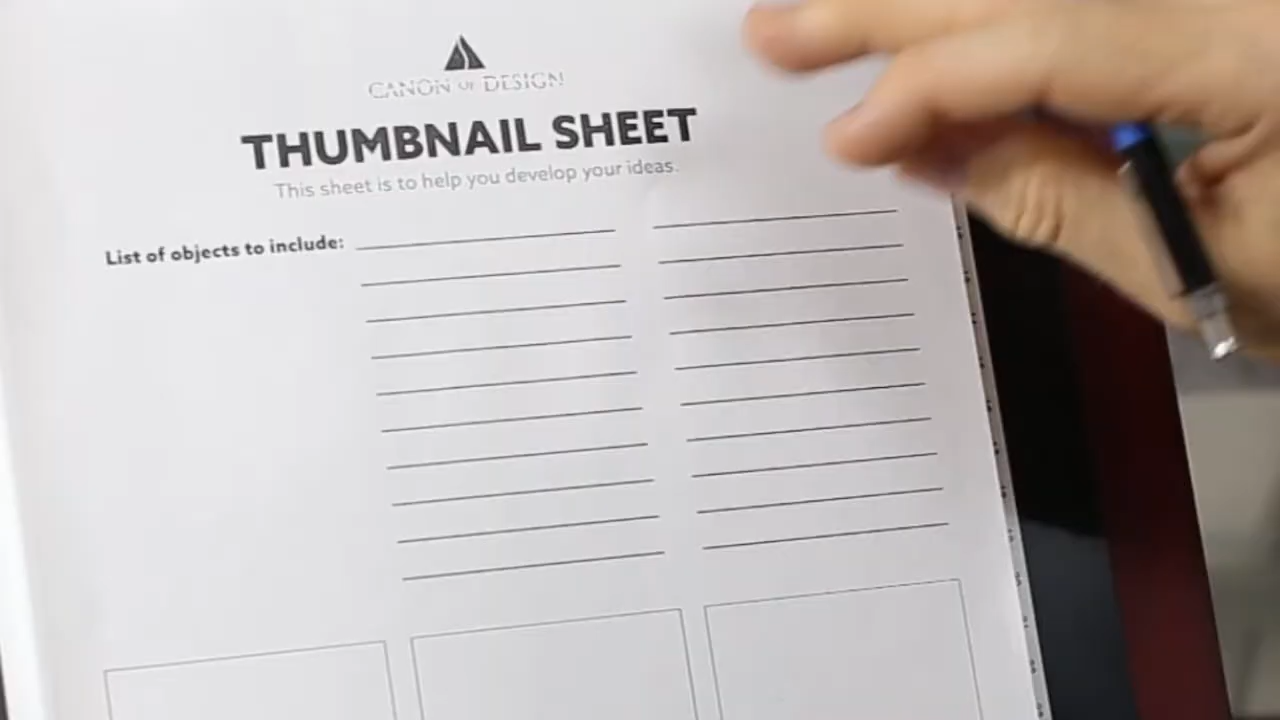 CANON OF DESIGN
THUMBNAIL SHEET
This sheet is to help you develop your ideas.
List of objects to include: